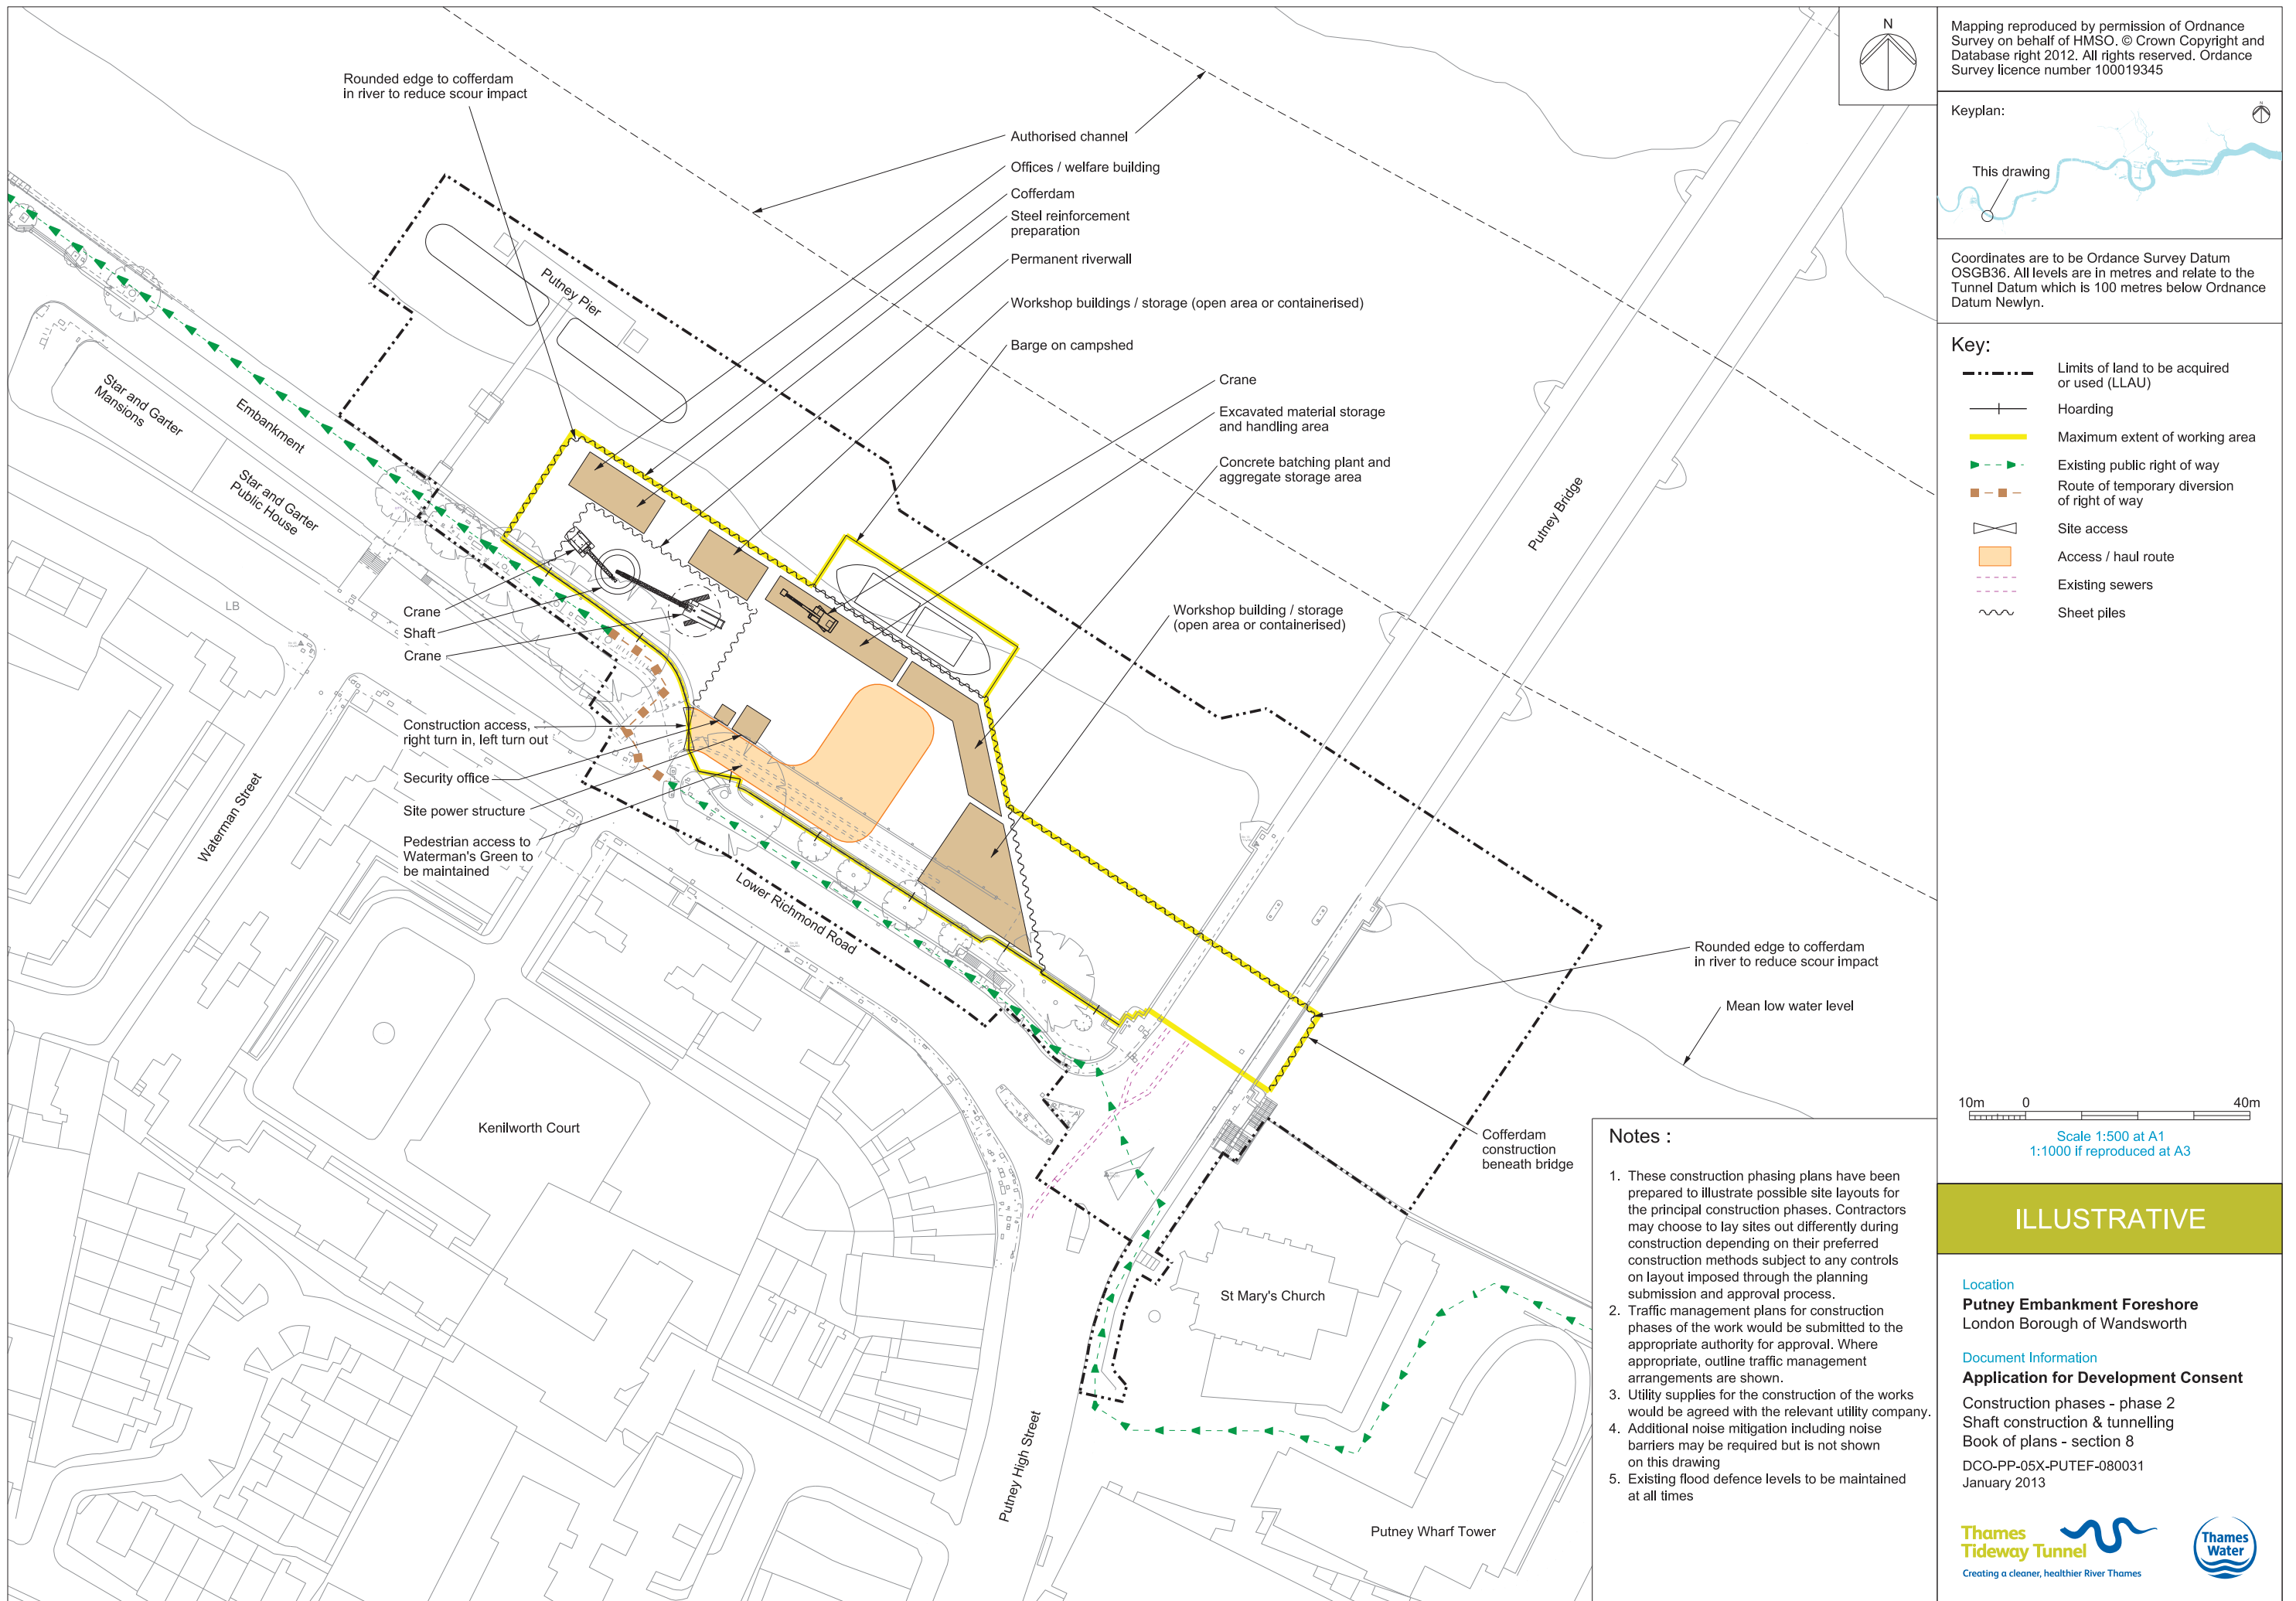 Rounded edge to cofferdam
in river to reduce scour impact
Authorised channel
Offices / welfare building
Cofferdam
Steel reinforcement
preparation
Permanent riverwall
Workshop buildings / storage (open area or containerised)
Barge on campshed
Crane
Excavated material storage
and handling area
Concrete batching plant and
aggregate storage area
Workshop building / storage
(open area or containerised)
Putney Pier
Putney Bridge
Star and Garter
Mansions
Embankment
Star and Garter
Public House
LB
Crane
Shaft
Crane
Construction access,
right turn in, left turn out
Security office
Site power structure
Pedestrian access to
Waterman's Green to
be maintained
Waterman Street
Lower Richmond Road
Kenilworth Court
Rounded edge to cofferdam
in river to reduce scour impact
Mean low water level
Cofferdam
construction
beneath bridge
St Mary's Church
Putney High Street
Putney Wharf Tower
Notes :
1. These construction phasing plans have been
prepared to illustrate possible site layouts for
the principal construction phases. Contractors
may choose to lay sites out differently during
construction depending on their preferred
construction methods subject to any controls
on layout imposed through the planning
submission and approval process.
2. Traffic management plans for construction
phases of the work would be submitted to the
appropriate authority for approval. Where
appropriate, outline traffic management
arrangements are shown.
3. Utility supplies for the construction of the works
would be agreed with the relevant utility company.
4. Additional noise mitigation including noise
barriers may be required but is not shown
on this drawing
5. Existing flood defence levels to be maintained
at all times
N
Mapping reproduced by permission of Ordnance
Survey on behalf of HMSO. © Crown Copyright and
Database right 2012. All rights reserved. Ordance
Survey licence number 100019345
Keyplan:
N
This drawing
Coordinates are to be Ordance Survey Datum
OSGB36. All levels are in metres and relate to the
Tunnel Datum which is 100 metres below Ordnance
Datum Newlyn.
Key:
Limits of land to be acquired
or used (LLAU)
Hoarding
Maximum extent of working area
Existing public right of way
Route of temporary diversion
of right of way
Site access
Access / haul route
Existing sewers
Sheet piles
10m 0 40m
Scale 1:500 at A1
1:1000 if reproduced at A3
ILLUSTRATIVE
Location
Putney Embankment Foreshore
London Borough of Wandsworth
Document Information
Application for Development Consent
Construction phases - phase 2
Shaft construction & tunnelling
Book of plans - section 8
DCO-PP-05X-PUTEF-080031
January 2013
Thames
Tideway Tunnel
Creating a cleaner, healthier River Thames
Thames
Water